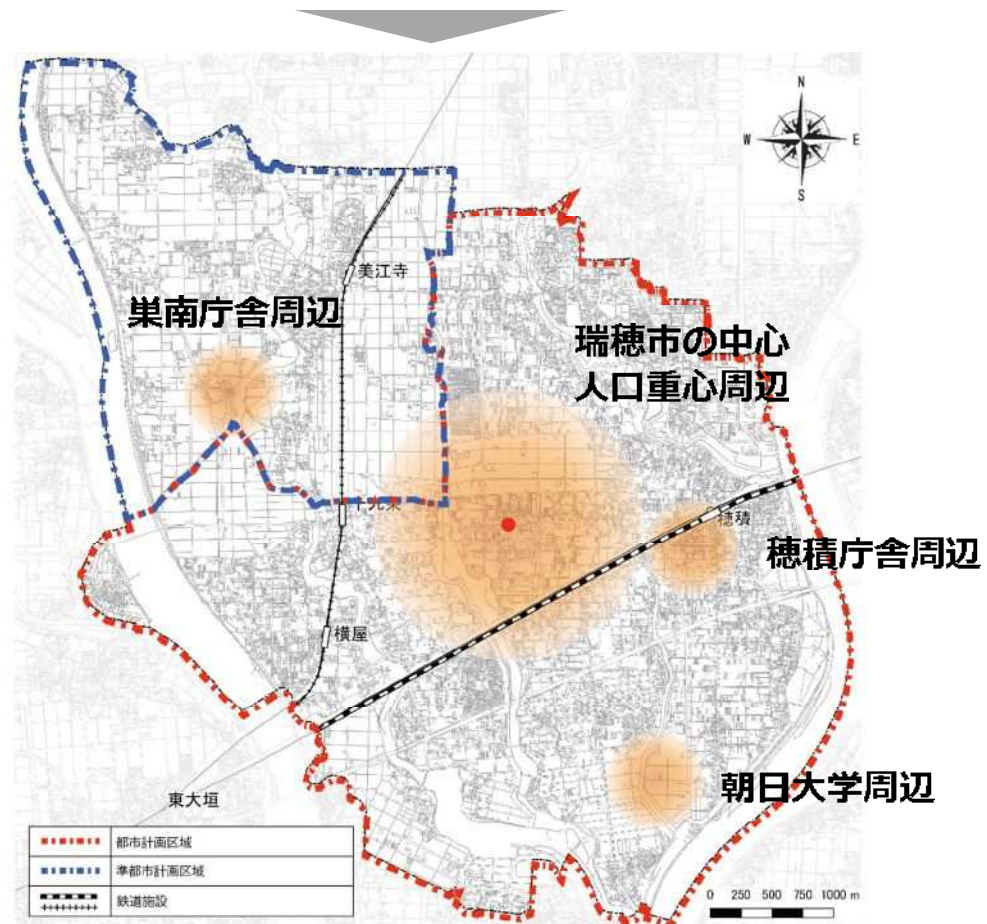 N
W
E
S
美江寺
巣南庁舎周辺
瑞穂市の中心
人口重心周辺
十九条
穂積
穂積庁舎周辺
横屋
朝日大学周辺
東大垣
都市計画区域
準都市計画区域
鉄道施設
0 250 500 750 1000 m